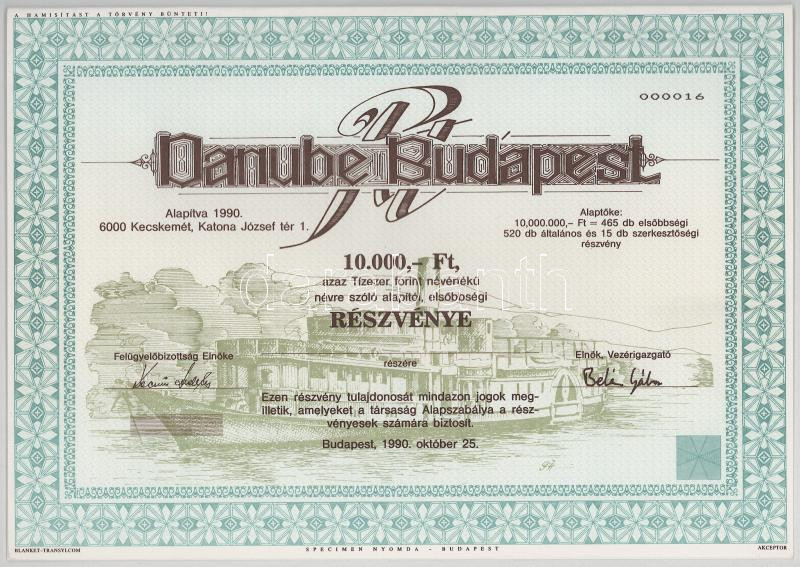 A HAMISÍTÁST A TÖRVÉNY BÜNTETI!
000016
Danube Rt Budapest
Alapítva 1990.
6000 Kecskemét, Katona József tér 1.
Alaptőke:
10,000.000,– Ft = 465 db elsőbbségi
520 db általános és 15 db szerkesztőségi
részvény
10.000,– Ft,
azaz Tízezer forint névértékű
névre szóló alapító, elsőbbségi
RÉSZVÉNYE
Felügyelőbizottság Elnöke
részére
Elnök, Vezérigazgató
Ezen részvény tulajdonosát mindazon jogok meg-
illetik, amelyeket a társaság Alapszabálya a rész-
vényesek számára biztosít.
Budapest, 1990. október 25.
BLANKET-TRANSYLCOM
SPECIMEN NYOMDA - BUDAPEST
AKCEPTOR